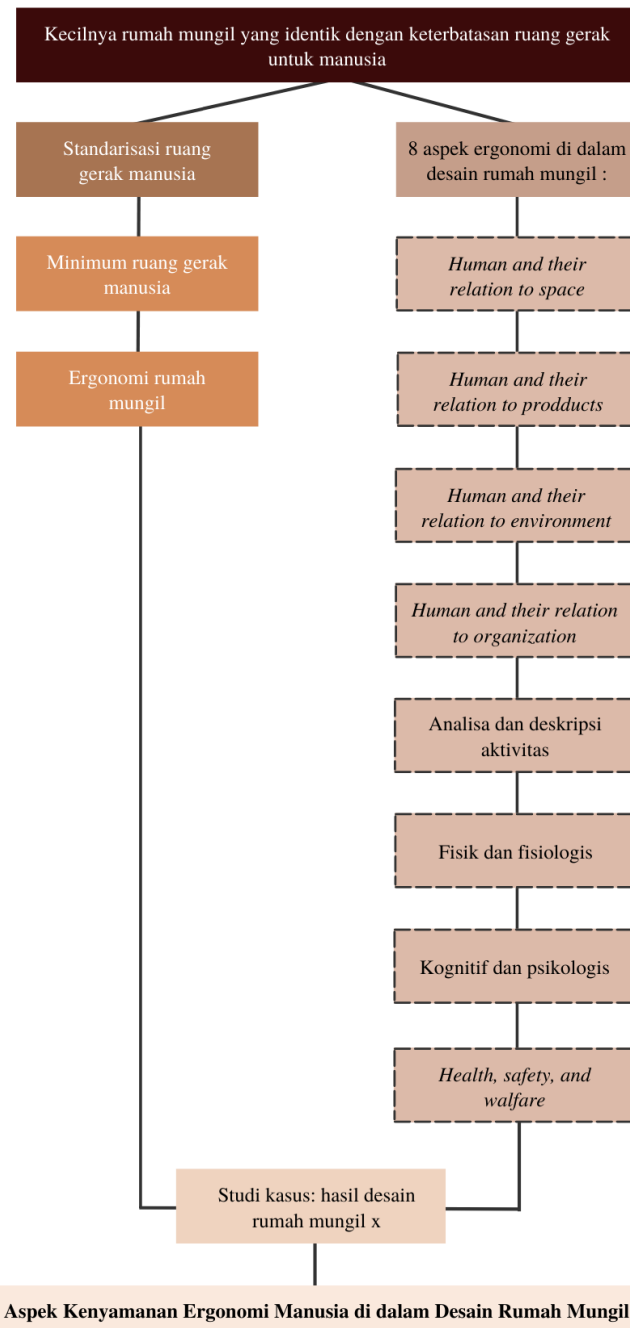 Kecilnya rumah mungil yang identik dengan keterbatasan ruang gerak
untuk manusia
Standarisasi ruang
gerak manusia
Minimum ruang gerak
manusia
Ergonomi rumah
mungil
8 aspek ergonomi di dalam
desain rumah mungil :
Human and their
relation to space
Human and their
relation to prodducts
Human and their
relation to environment
Human and their relation
to organization
Analisa dan deskripsi
aktivitas
Fisik dan fisiologis
Kognitif dan psikologis
Health, safety, and
walfare
Studi kasus: hasil desain
rumah mungil x
Aspek Kenyamanan Ergonomi Manusia di dalam Desain Rumah Mungil